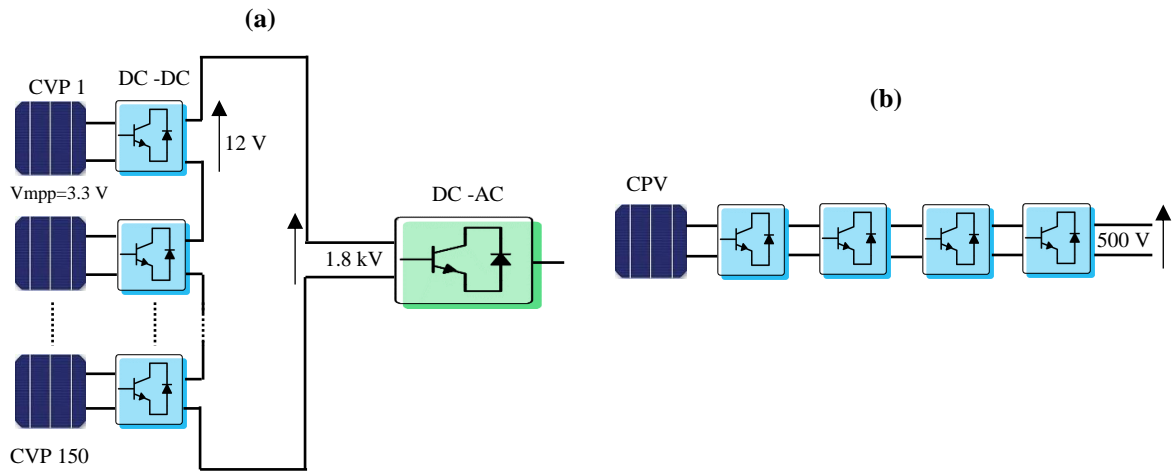 (a)
CVP 1
DC -DC
12 V
Vmpp=3.3 V
DC -AC
1.8 kV
CVP 150
(b)
CPV
500 V